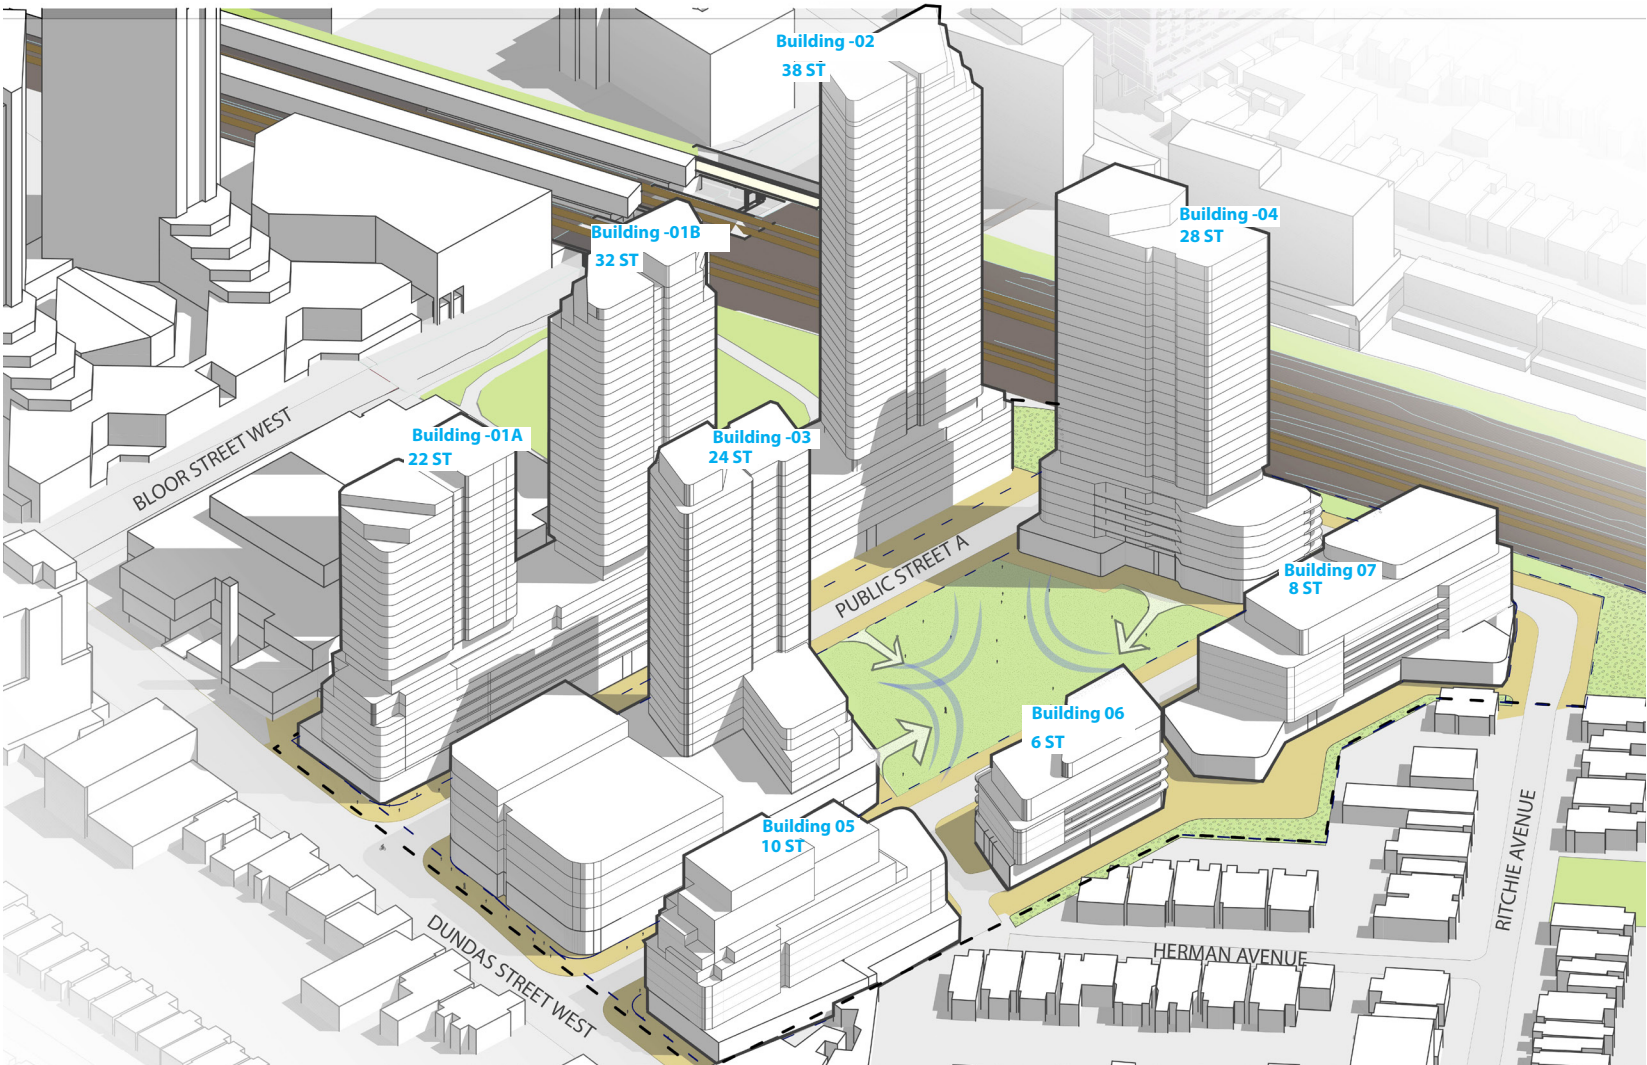 Building -02
38 ST
Building -04
28 ST
Building -01B
32 ST
Building -01A
22 ST
Building -03
24 ST
BLOOR STREET WEST
PUBLIC STREET A
Building 07
8 ST
Building 06
6 ST
Building 05
10 ST
RITCHIE AVENUE
HERMAN AVENUE
DUNDAS STREET WEST